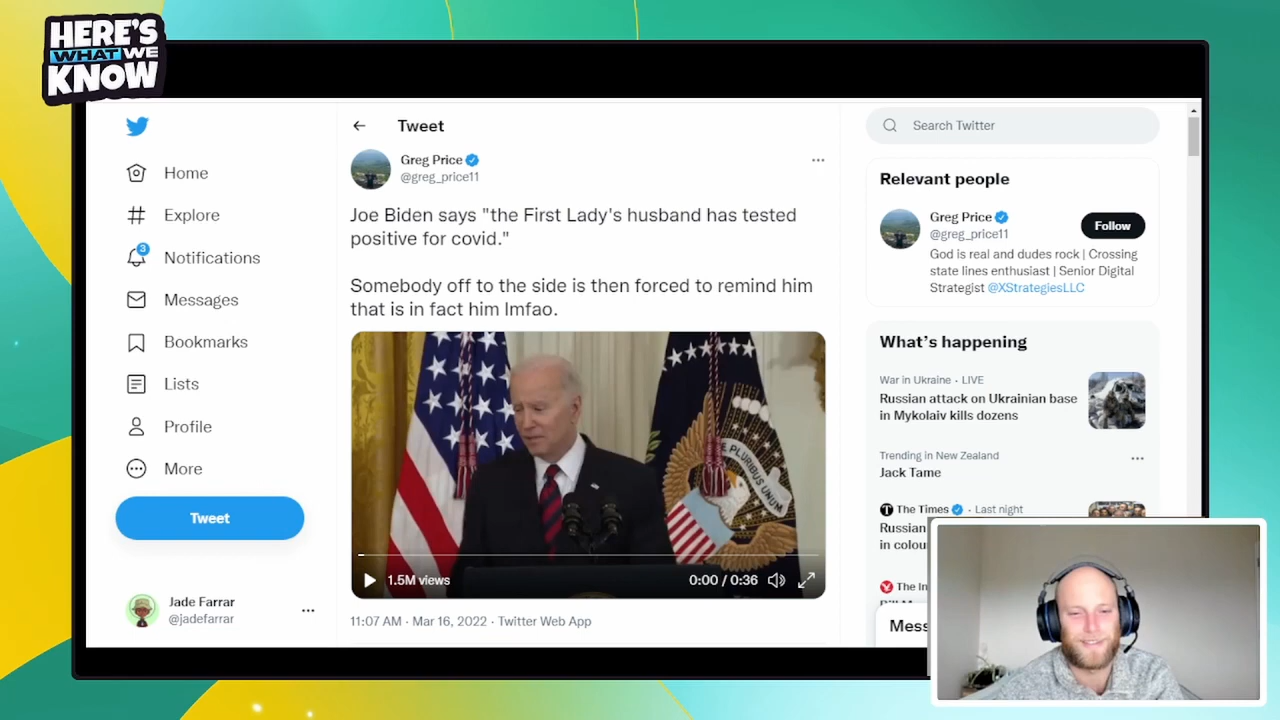 HERE'S
WHAT WE
KNOW
Home
Explore
3
Notifications
Messages
Bookmarks
Lists
Profile
More
Tweet
Jade Farrar
@jadefarrar
Tweet
Greg Price
@greg_price11
Joe Biden says "the First Lady's husband has tested
positive for covid."
Somebody off to the side is then forced to remind him
that is in fact him lmfao.
PLURIBUS UNUM
1.5M views
0:00 / 0:36
11:07 AM · Mar 16, 2022 · Twitter Web App
Search Twitter
Relevant people
Greg Price
@greg_price11
Follow
God is real and dudes rock | Crossing
state lines enthusiast | Senior Digital
Strategist @XStrategiesLLC
What's happening
War in Ukraine · LIVE
Russian attack on Ukrainian base
in Mykolaiv kills dozens
Trending in New Zealand
Jack Tame
The Times · Last night
Russian
in colou
The In
Mess